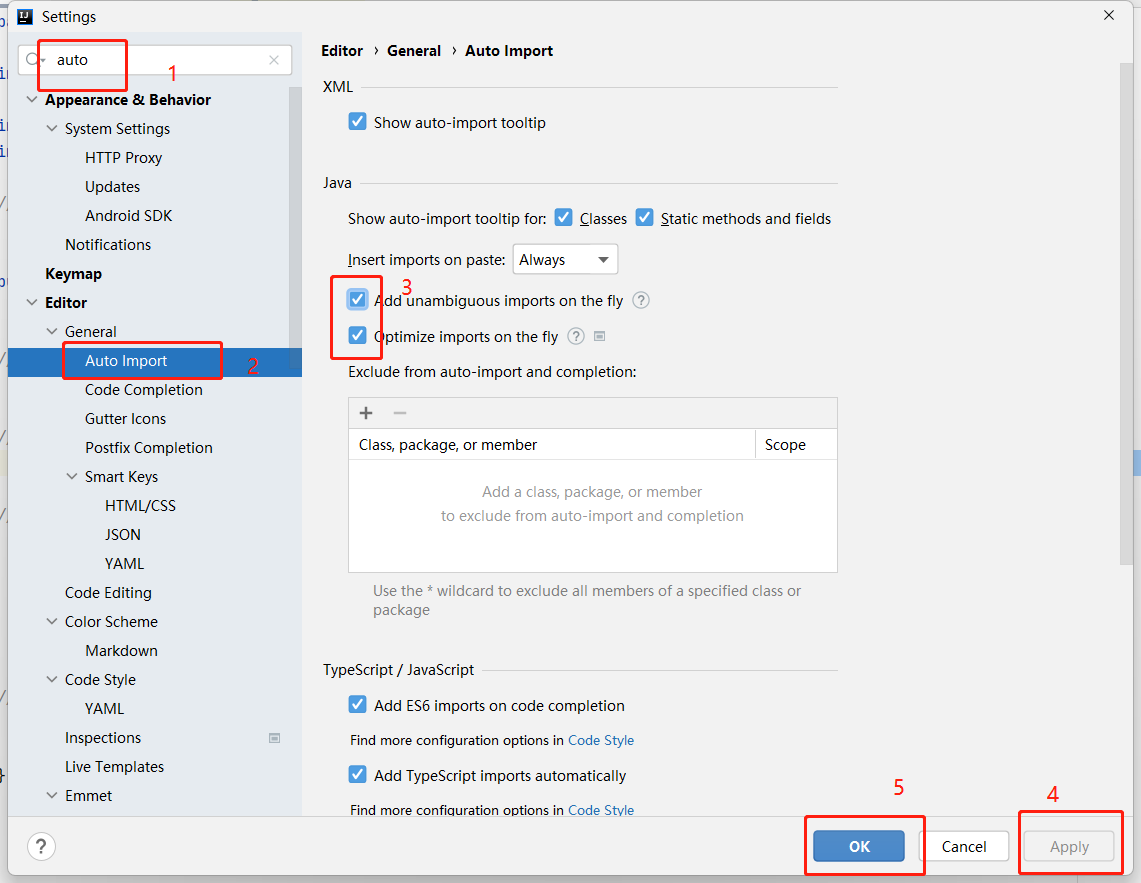 Settings
auto
1
Appearance & Behavior
System Settings
HTTP Proxy
Updates
Android SDK
Notifications
Keymap
Editor
General
Auto Import
2
Code Completion
Gutter Icons
Postfix Completion
Smart Keys
HTML/CSS
JSON
YAML
Code Editing
Color Scheme
Markdown
Code Style
YAML
Inspections
Live Templates
Emmet
Editor › General › Auto Import
XML
Show auto-import tooltip
Java
Show auto-import tooltip for: Classes Static methods and fields
Insert imports on paste: Always
3
Add unambiguous imports on the fly ?
Optimize imports on the fly ?
Exclude from auto-import and completion:
Class, package, or member Scope
Add a class, package, or member
to exclude from auto-import and completion
Use the * wildcard to exclude all members of a specified class or
package
TypeScript / JavaScript
Add ES6 imports on code completion
Find more configuration options in Code Style
Add TypeScript imports automatically
Find more configuration options in Code Style
5
4
?
OK
Cancel
Apply